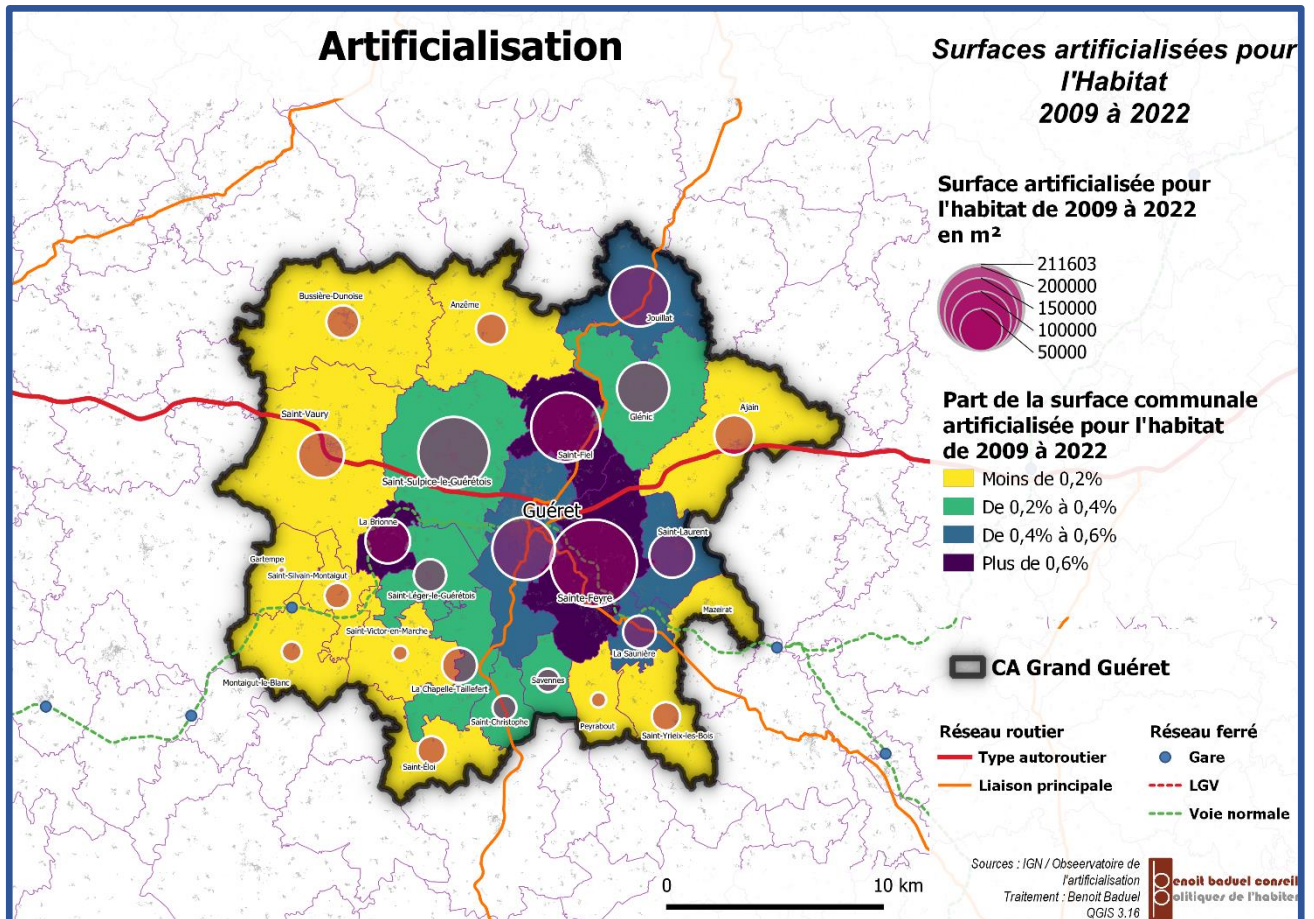 Artificialisation
Surfaces artificialisées pour
l'Habitat
2009 à 2022
Surface artificialisée pour
l'habitat de 2009 à 2022
en m²
211603
200000
150000
100000
50000
Part de la surface communale
artificialisée pour l'habitat
de 2009 à 2022
Moins de 0,2%
De 0,2% à 0,4%
De 0,4% à 0,6%
Plus de 0,6%
CA Grand Guéret
Réseau routier
Type autoroutier
Liaison principale
Réseau ferré
Gare
LGV
Voie normale
Bussière-Dunoise
Anzême
Jouillat
Glénic
Ajain
Saint-Vaury
Saint-Fiel
Saint-Sulpice-le-Guérétois
Guéret
La Brionne
Saint-Laurent
Gartempe
Saint-Silvain-Montaigut
Saint-Léger-le-Guérétois
Sainte-Feyre
Mazeirat
Saint-Victor-en-Marche
La Saunière
Montaigut-le-Blanc
La Chapelle-Taillefert
Savennes
Saint-Christophe
Peyrabout
Saint-Yrieix-les-Bois
Saint-Éloi
0 10 km
Sources : IGN / Obseervatoire de
l'artificialisation
Traitement : Benoit Baduel
QGIS 3.16
benoit baduel conseil
politiques de l'habiter